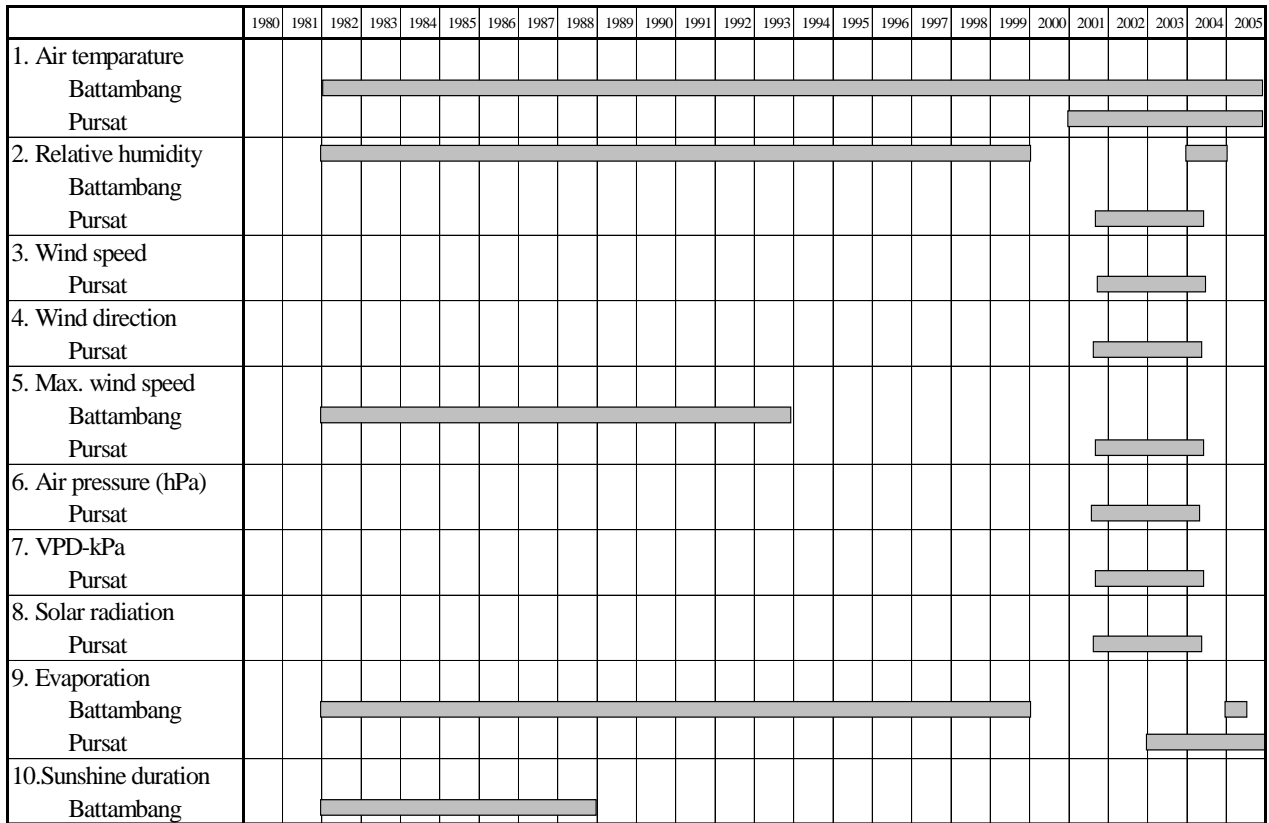 1980 1981 1982 1983 1984 1985 1986 1987 1988 1989 1990 1991 1992 1993 1994 1995 1996 1997 1998 1999 2000 2001 2002 2003 2004 2005
1. Air temparature
Battambang
Pursat
2. Relative humidity
Battambang
Pursat
3. Wind speed
Pursat
4. Wind direction
Pursat
5. Max. wind speed
Battambang
Pursat
6. Air pressure (hPa)
Pursat
7. VPD-kPa
Pursat
8. Solar radiation
Pursat
9. Evaporation
Battambang
Pursat
10.Sunshine duration
Battambang